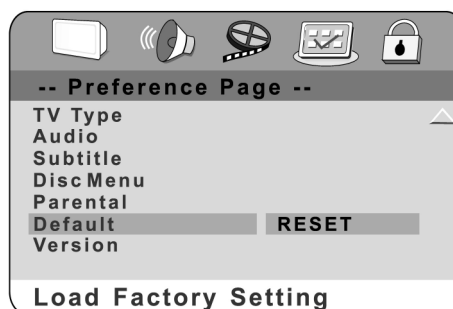 -- Preference Page --
TV Type
Audio
Subtitle
Disc Menu
Parental
Default RESET
Version
Load Factory Setting